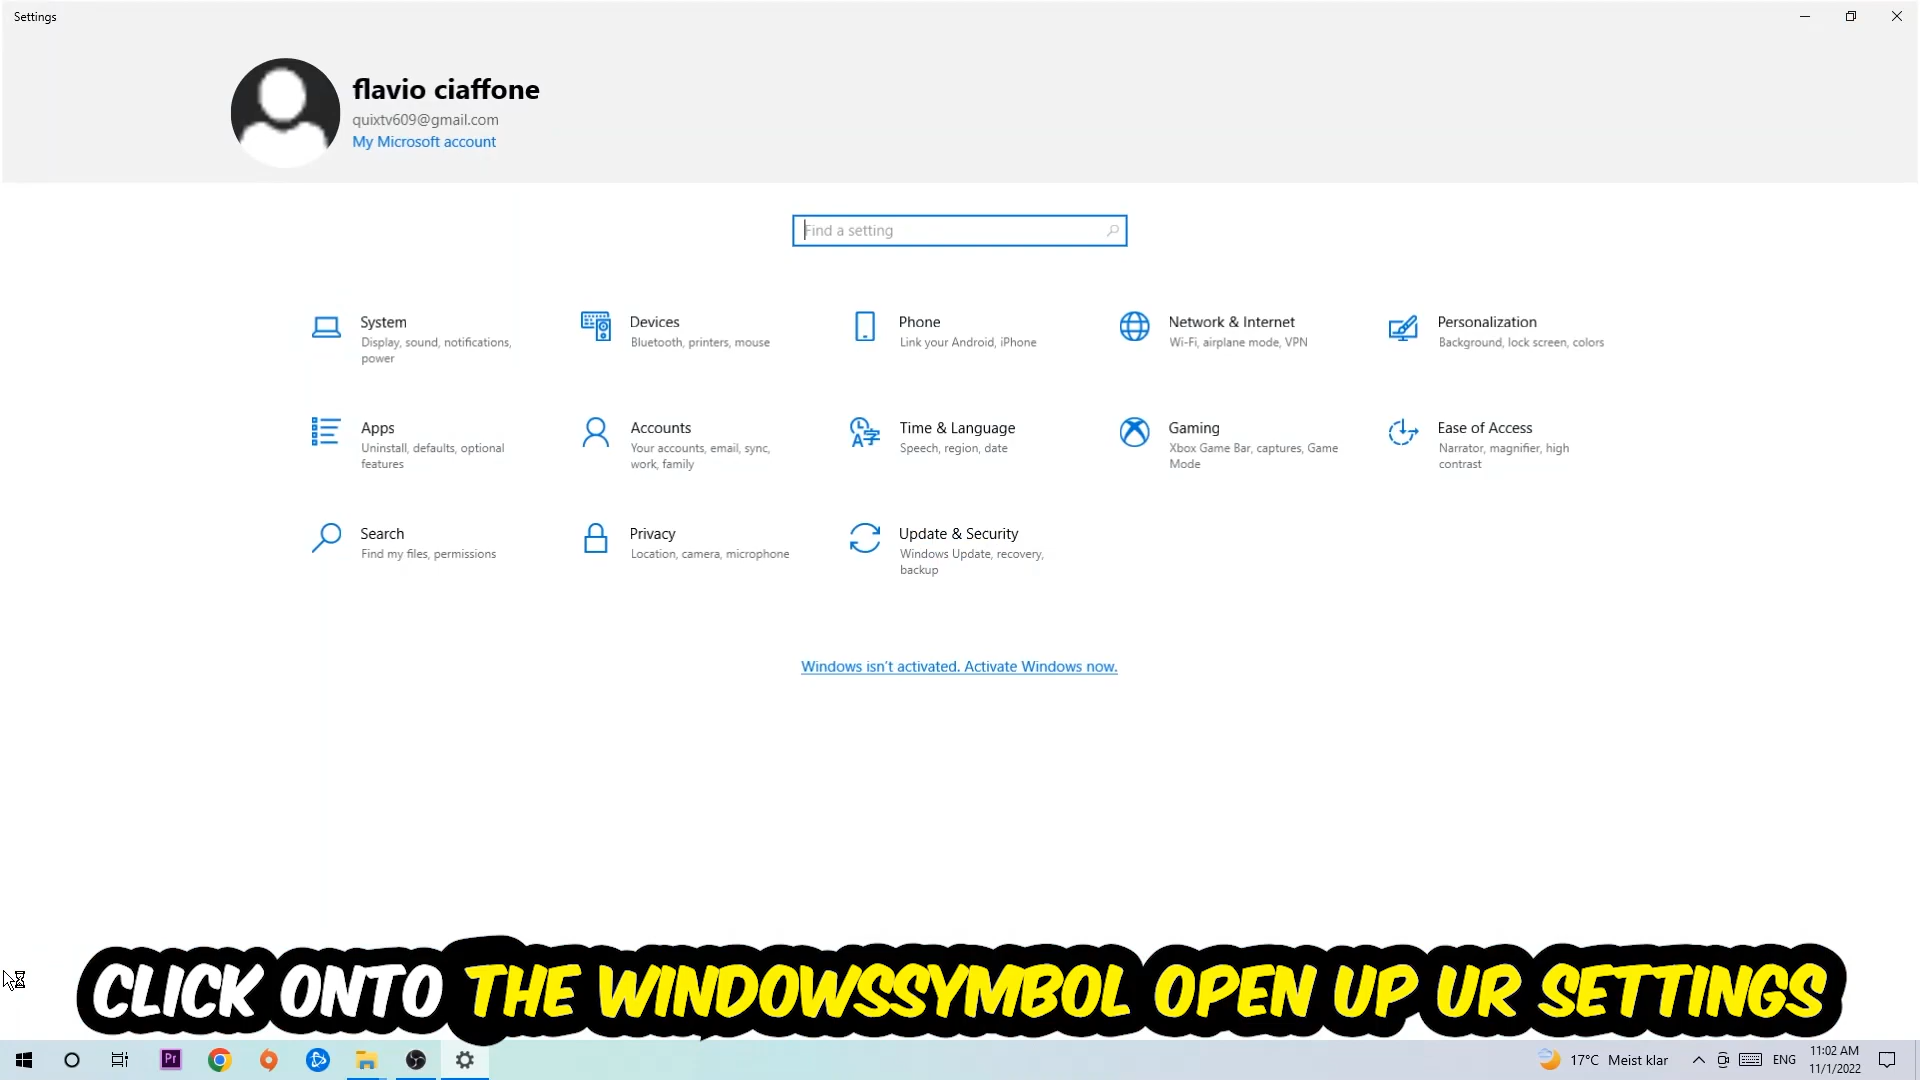 Settings
flavio ciaffone
quixtv609@gmail.com
My Microsoft account
Find a setting
System
Display, sound, notifications,
power
Devices
Bluetooth, printers, mouse
Phone
Link your Android, iPhone
Network & Internet
Wi-Fi, airplane mode, VPN
Personalization
Background, lock screen, colors
Apps
Uninstall, defaults, optional
features
Accounts
Your accounts, email, sync,
work, family
Time & Language
Speech, region, date
Gaming
Xbox Game Bar, captures, Game
Mode
Ease of Access
Narrator, magnifier, high
contrast
Search
Find my files, permissions
Privacy
Location, camera, microphone
Update & Security
Windows Update, recovery,
backup
Windows isn't activated. Activate Windows now.
CLICK ONTO THE WINDOWSSYMBOL OPEN UP UR SETTINGS
Pr
17°C Meist klar
ENG
11:02 AM
11/1/2022